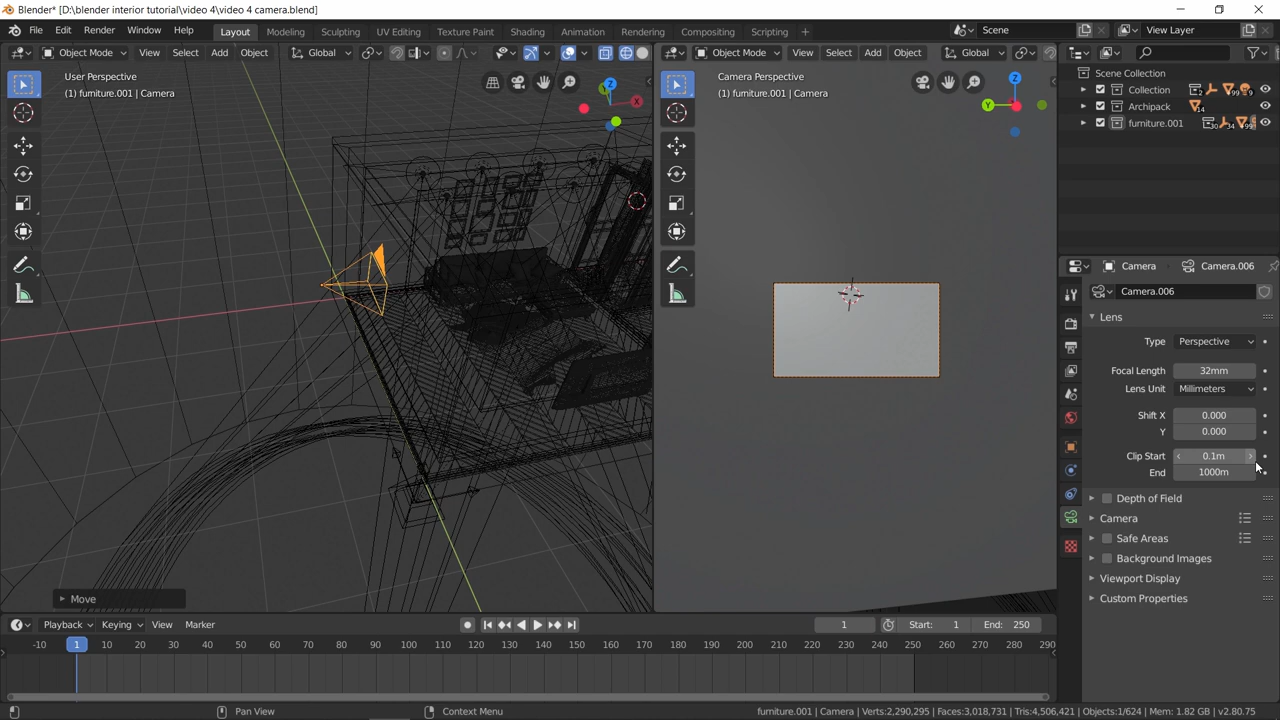 Blender* [D:\blender interior tutorial\video 4\video 4 camera.blend]
File Edit Render Window Help Layout Modeling Sculpting UV Editing Texture Paint Shading Animation Rendering Compositing Scripting + Scene View Layer
Object Mode View Select Add Object Global Object Mode View Select Add Object Global
User Perspective
(1) furniture.001 | Camera
Camera Perspective
(1) furniture.001 | Camera
Z
X
Y
Z
Y
Scene Collection
Collection 2 99 9
Archipack 14
furniture.001 30 34 99
Camera Camera.006
Camera.006
Lens
Type Perspective
Focal Length 32mm
Lens Unit Millimeters
Shift X 0.000
Y 0.000
Clip Start 0.1m
End 1000m
Depth of Field
Camera
Safe Areas
Background Images
Viewport Display
Custom Properties
Move
Playback Keying View Marker 1 Start: 1 End: 250
-10 1 10 20 30 40 50 60 70 80 90 100 110 120 130 140 150 160 170 180 190 200 210 220 230 240 250 260 270 280 290
Pan View Context Menu furniture.001 | Camera | Verts:2,290,295 | Faces:3,018,731 | Tris:4,506,421 | Objects:1/624 | Mem: 1.82 GB | v2.80.75